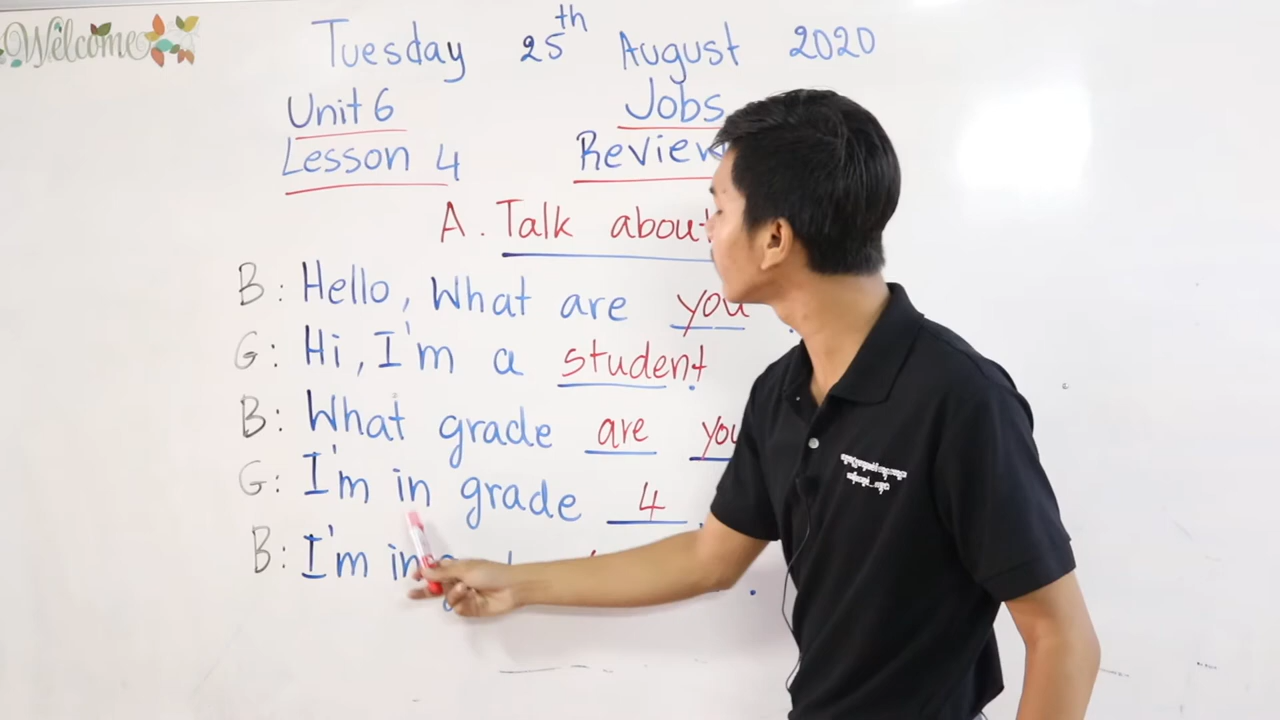 Welcome
Tuesday 25th August 2020
Unit 6 Jobs
Lesson 4 Review
A. Talk about
B: Hello, What are you
G: Hi, I'm a student.
B: What grade are you
G: I'm in grade 4.
B: I'm in